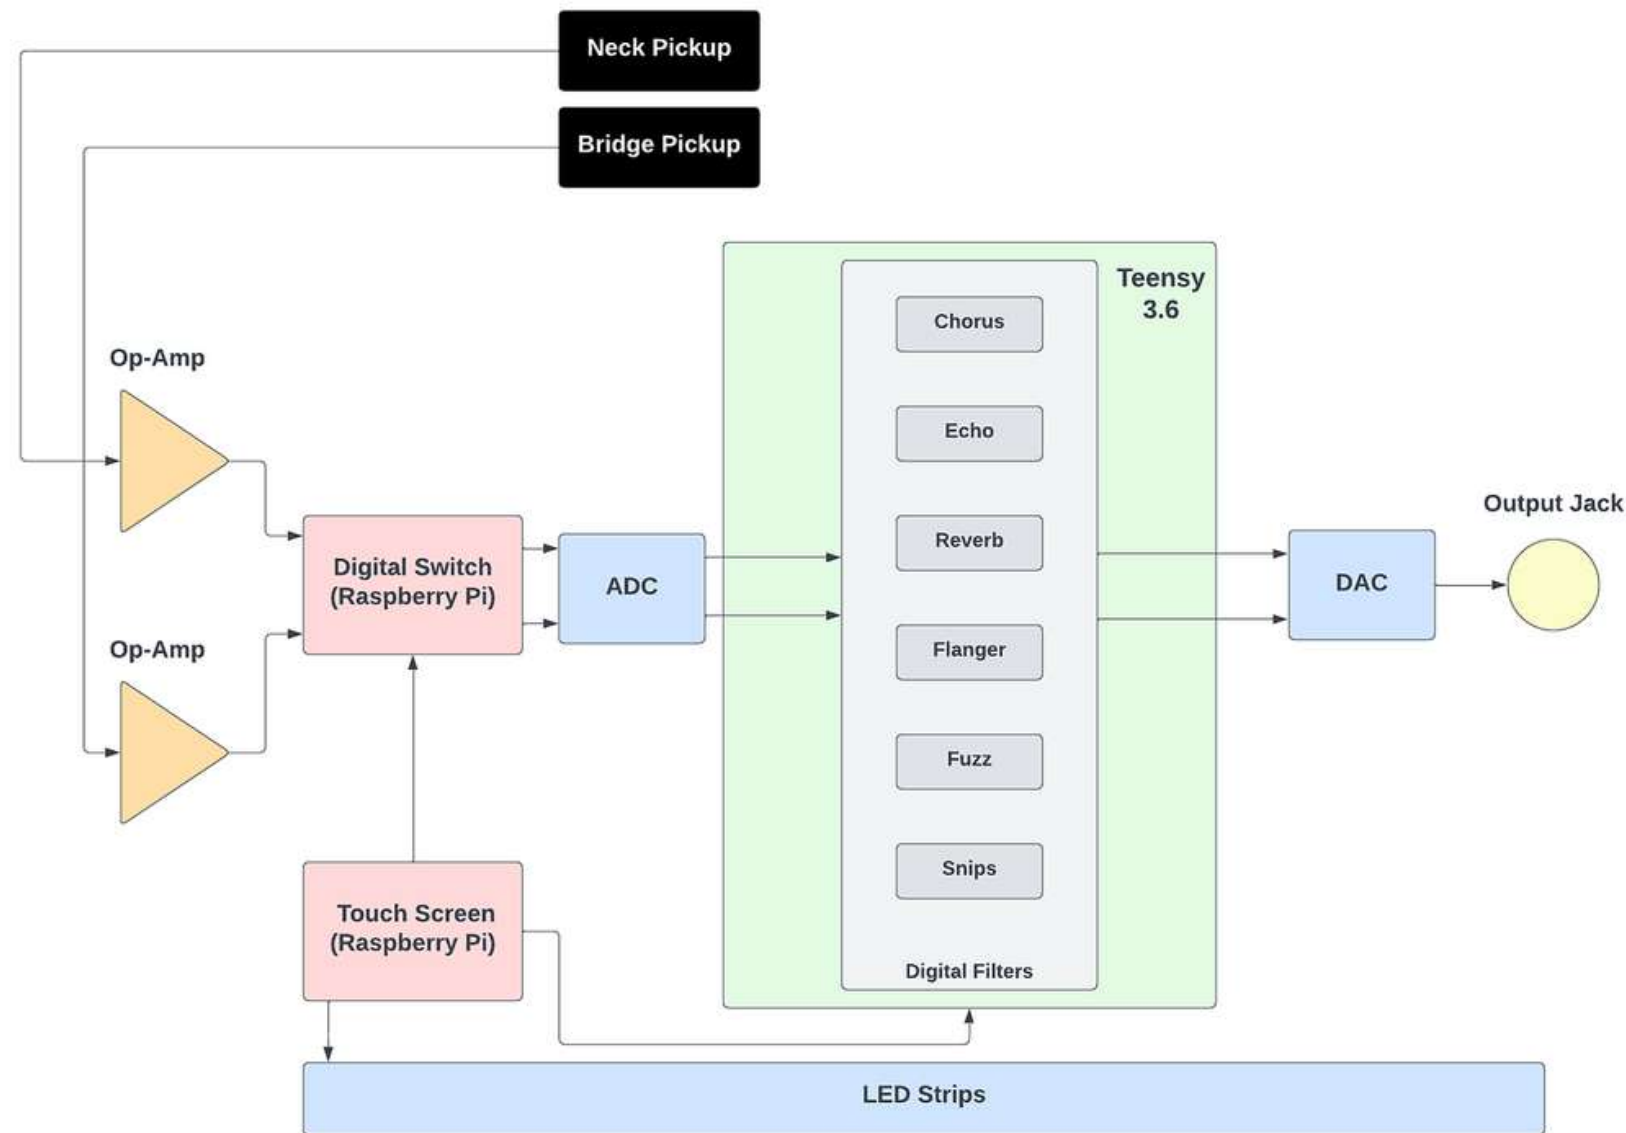 Neck Pickup
Bridge Pickup
Teensy
3.6
Chorus
Echo
Reverb
Flanger
Fuzz
Snips
Digital Filters
Op-Amp
Op-Amp
Digital Switch
(Raspberry Pi)
ADC
DAC
Output Jack
Touch Screen
(Raspberry Pi)
LED Strips